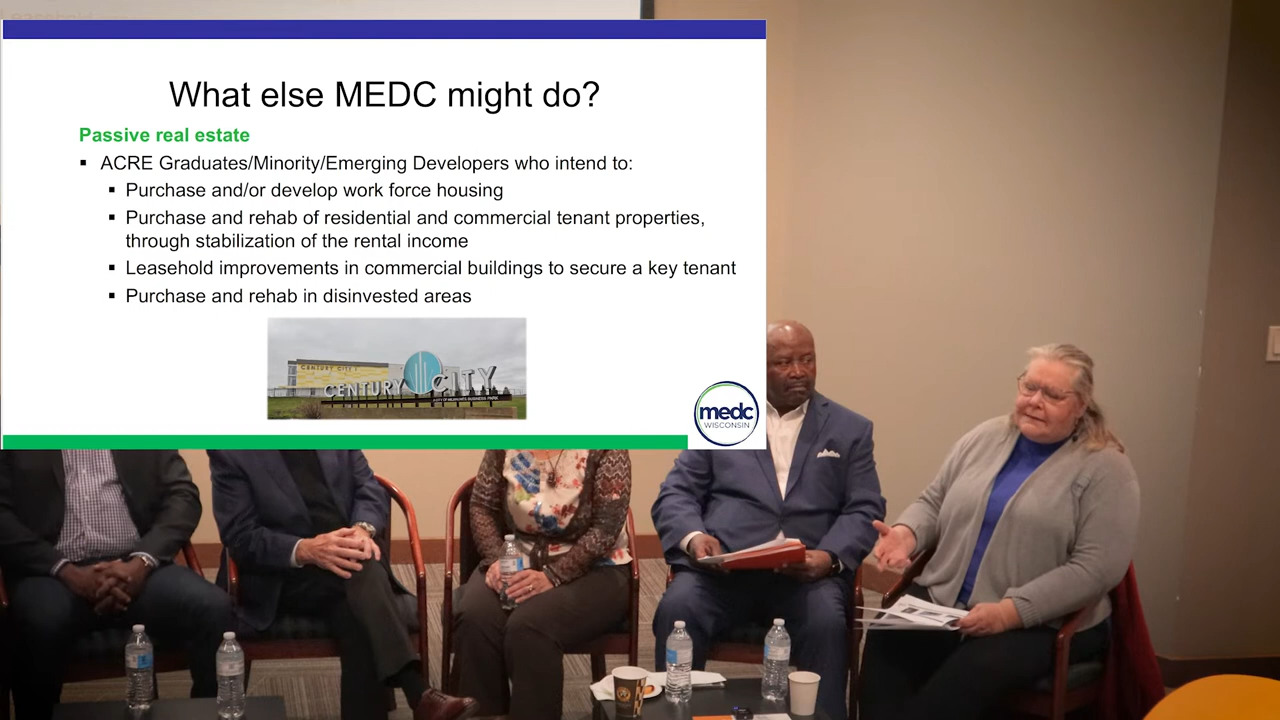 What else MEDC might do?
Passive real estate
▪ ACRE Graduates/Minority/Emerging Developers who intend to:
▪ Purchase and/or develop work force housing
▪ Purchase and rehab of residential and commercial tenant properties,
through stabilization of the rental income
▪ Leasehold improvements in commercial buildings to secure a key tenant
▪ Purchase and rehab in disinvested areas
CENTURY CITY 1
CENTURY CITY
medc
WISCONSIN